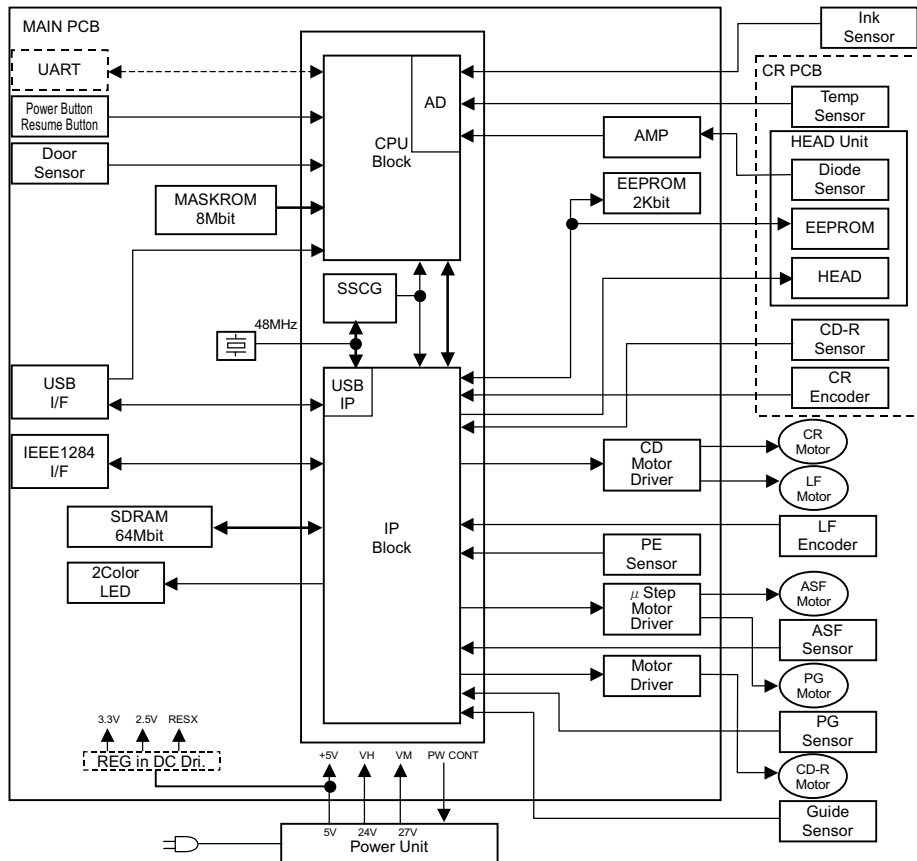 MAIN PCB
UART
Power Button
Resume Button
Door
Sensor
MASKROM
8Mbit
CPU
Block
AD
SSCG
48MHz
USB
I/F
IEEE1284
I/F
SDRAM
64Mbit
2Color
LED
USB
IP
IP
Block
AMP
EEPROM
2Kbit
Ink
Sensor
CR PCB
Temp
Sensor
HEAD Unit
Diode
Sensor
EEPROM
HEAD
CD-R
Sensor
CR
Encoder
CD
Motor
Driver
CR
Motor
LF
Motor
LF
Encoder
PE
Sensor
μ Step
Motor
Driver
ASF
Motor
ASF
Sensor
Motor
Driver
PG
Motor
PG
Sensor
CD-R
Motor
Guide
Sensor
3.3V 2.5V RESX
REG in DC Dri.
+5V VH VM PW CONT
5V 24V 27V
Power Unit